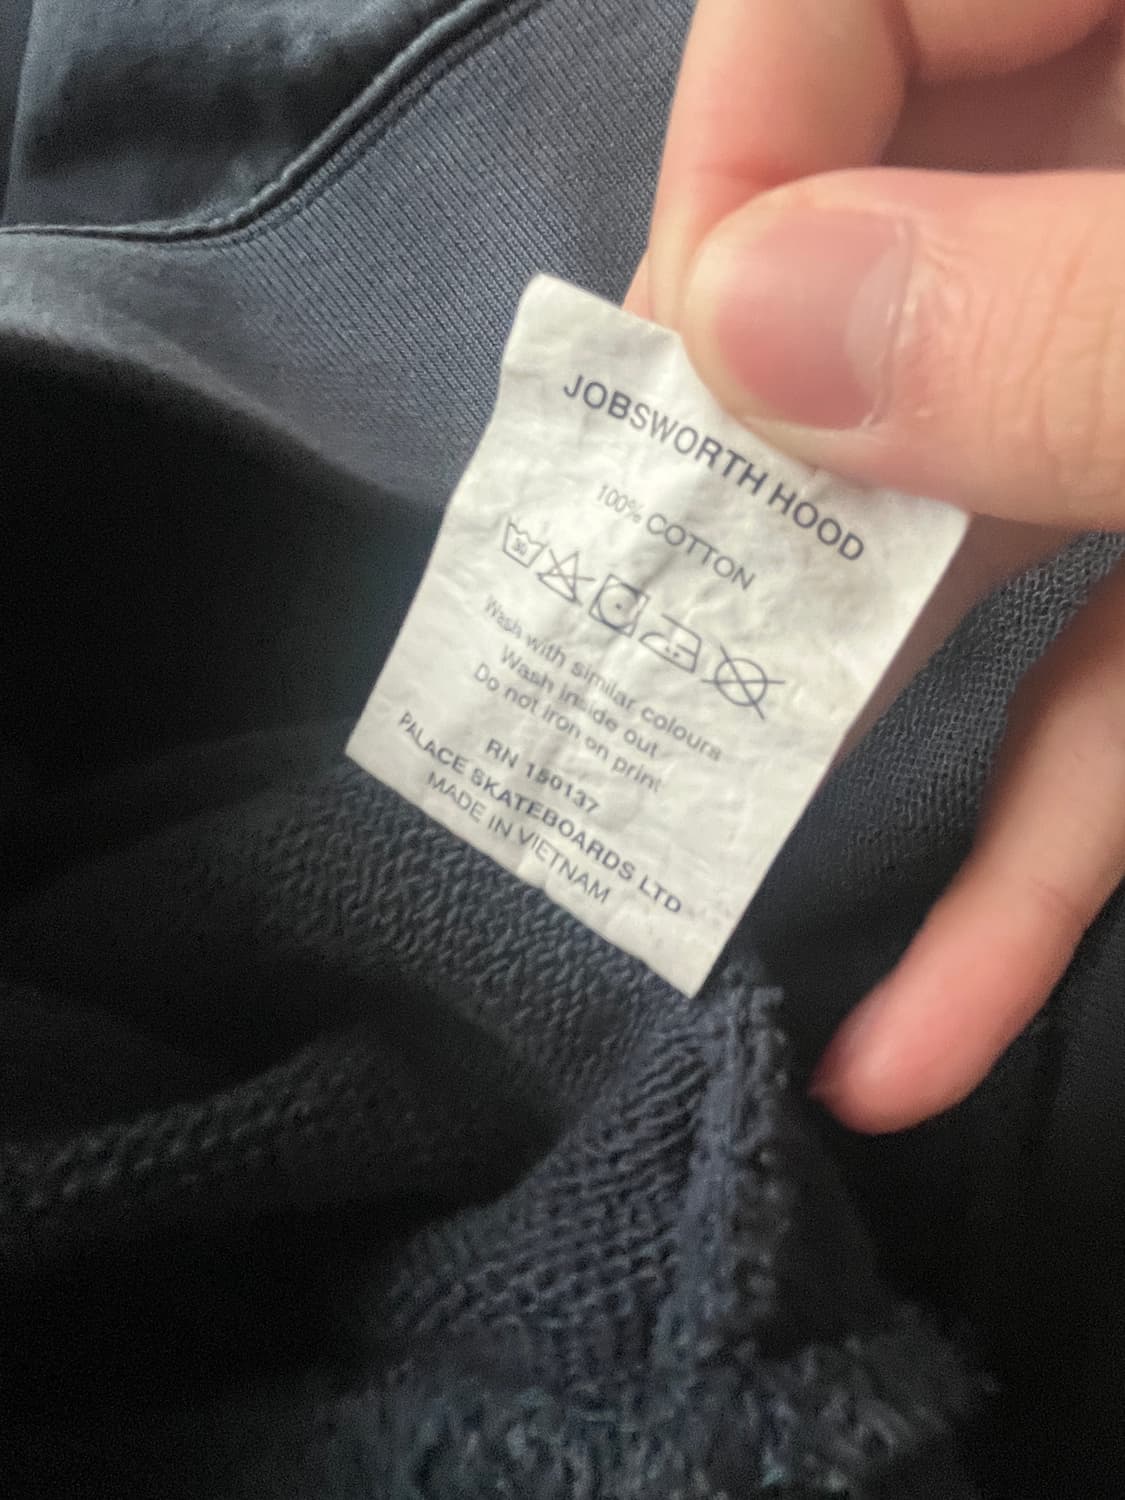 JOBSWORTH HOOD
100% COTTON
30
Wash with similar colours
Wash inside out
Do not iron on print
RN 150137
PALACE SKATEBOARDS LTD
MADE IN VIETNAM